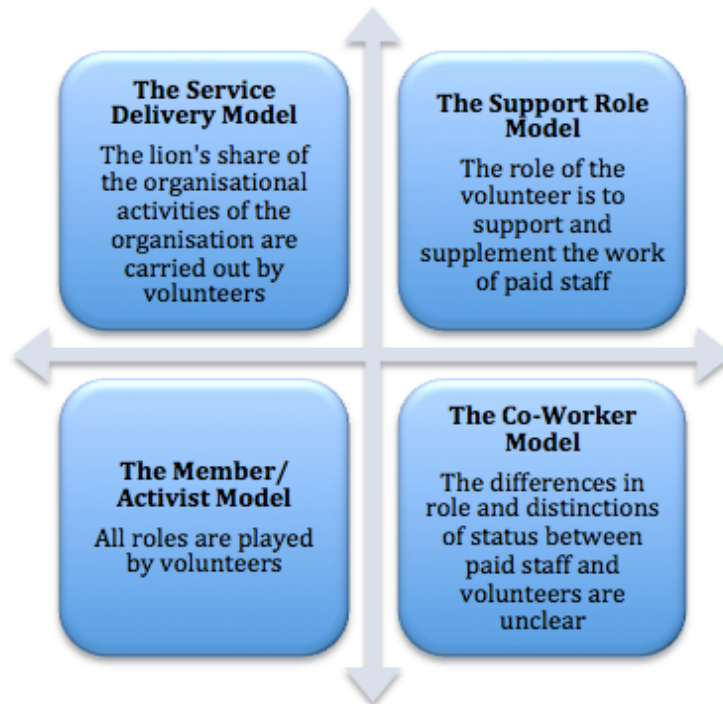 The Service
Delivery Model
The lion's share of
the organisational
activities of the
organisation are
carried out by
volunteers
The Support Role
Model
The role of the
volunteer is to
support and
supplement the work
of paid staff
The Member/
Activist Model
All roles are played
by volunteers
The Co-Worker
Model
The differences in
role and distinctions
of status between
paid staff and
volunteers are
unclear